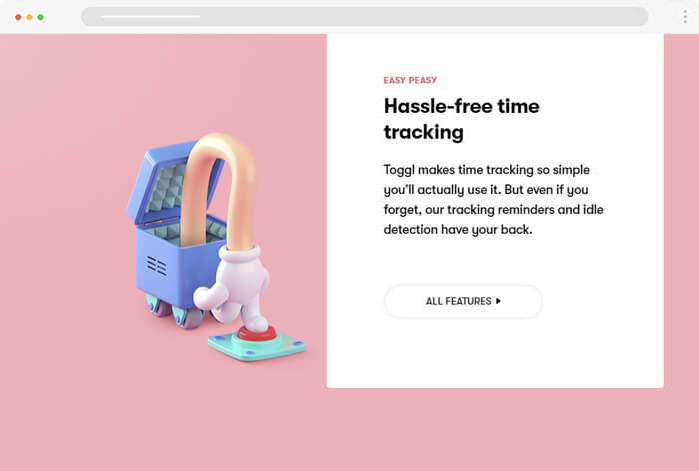 EASY PEASY
Hassle-free time
tracking
Toggl makes time tracking so simple
you'll actually use it. But even if you
forget, our tracking reminders and idle
detection have your back.
ALL FEATURES